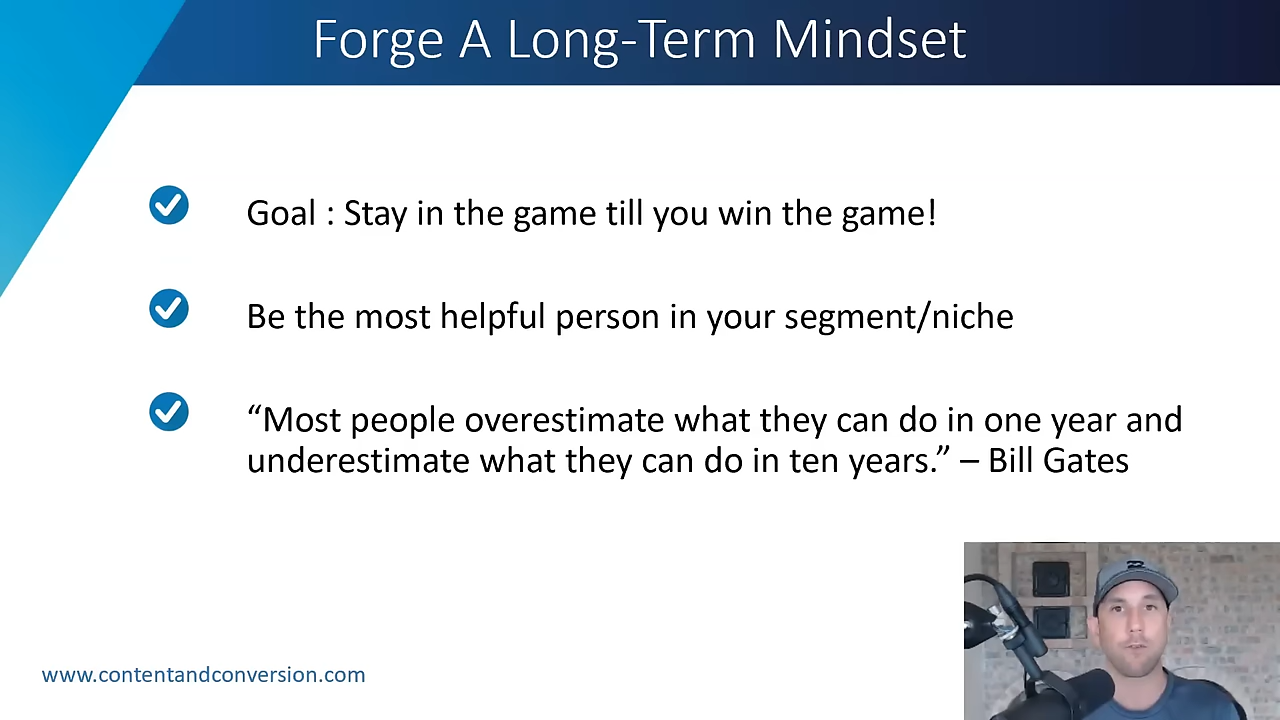 Forge A Long-Term Mindset
Goal : Stay in the game till you win the game!
Be the most helpful person in your segment/niche
“Most people overestimate what they can do in one year and
underestimate what they can do in ten years.” – Bill Gates
www.contentandconversion.com